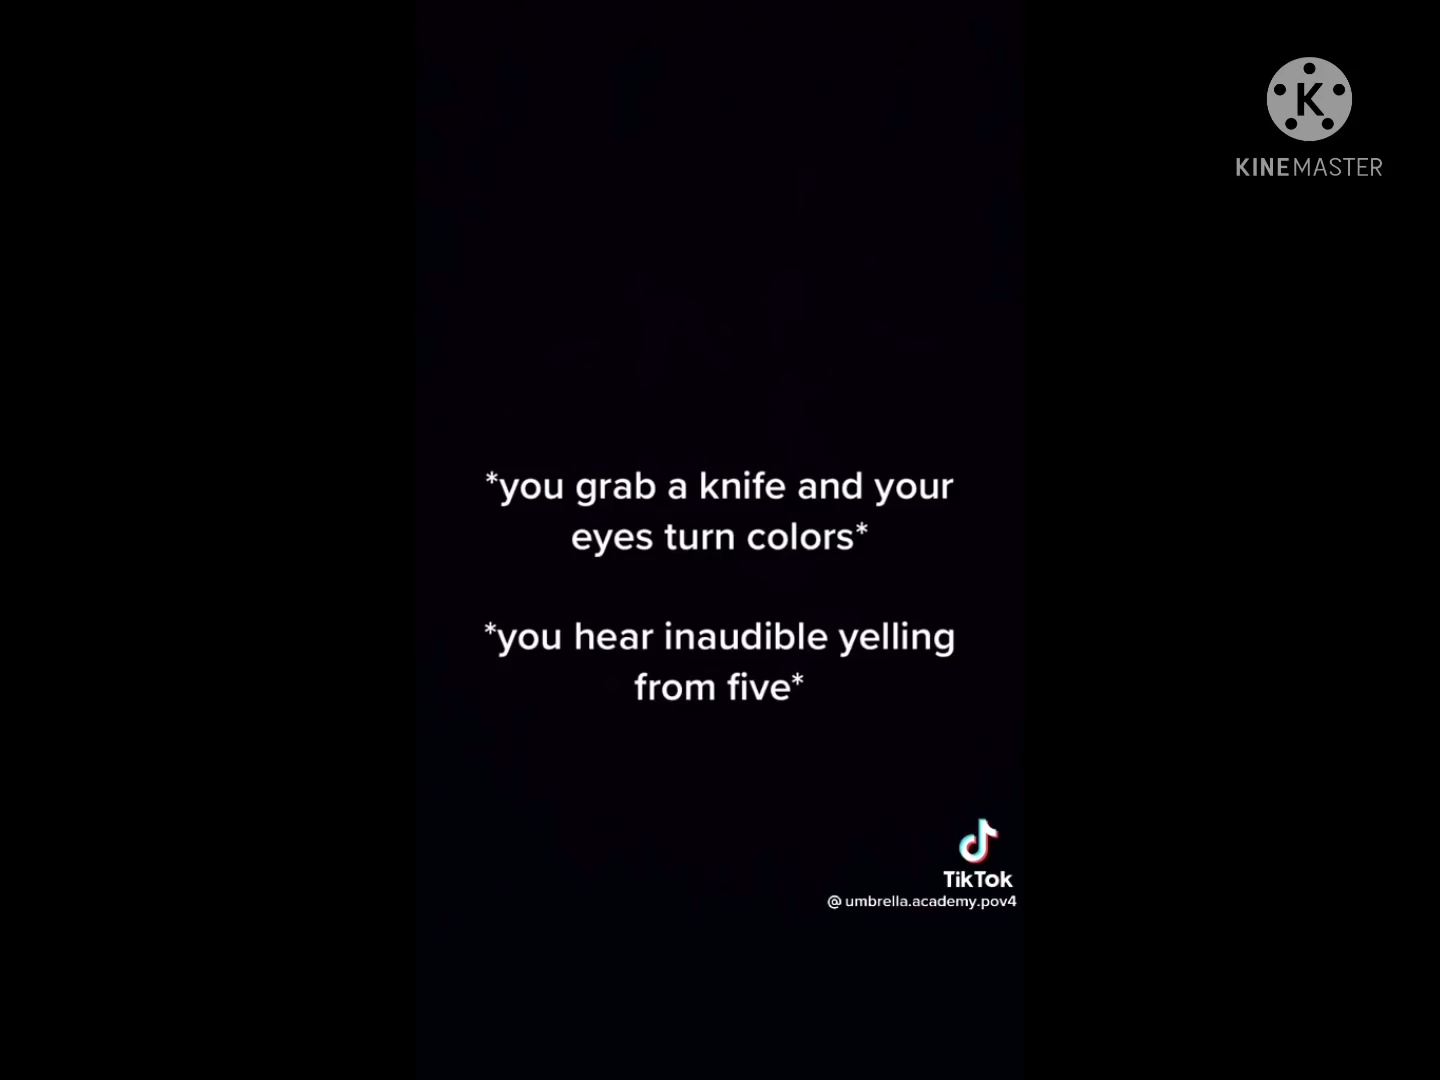 K
KINEMASTER
*you grab a knife and your
eyes turn colors*
*you hear inaudible yelling
from five*
TikTok
@ umbrella.academy.pov4